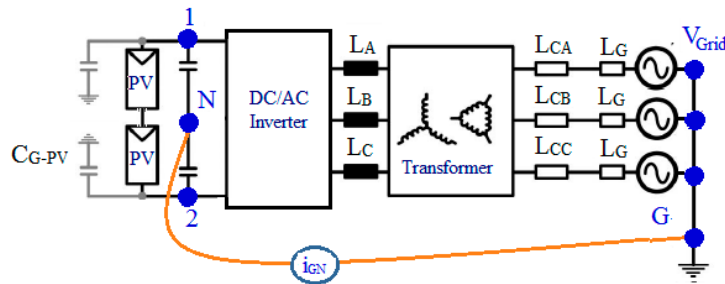 1
PV
N
PV
C_G-PV
2
DC/AC
Inverter
L_A
L_B
L_C
Transformer
L_CA
L_CB
L_CC
L_G
L_G
L_G
V_Grid
G
i_GN